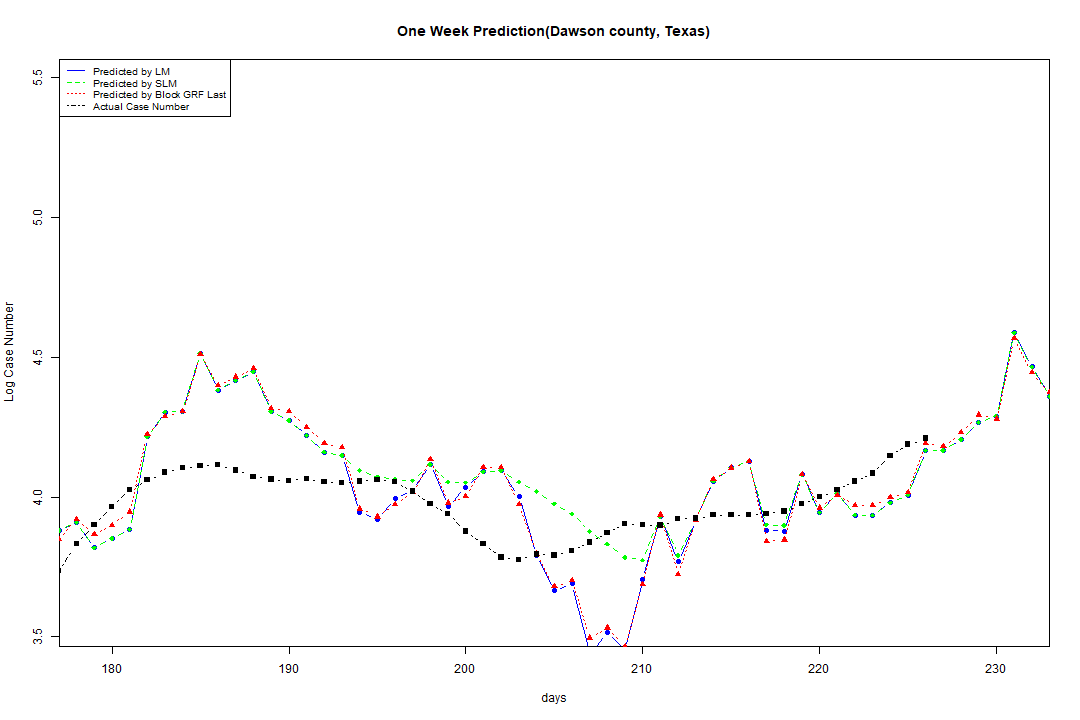 One Week Prediction(Dawson county, Texas)
Predicted by LM
Predicted by SLM
Predicted by Block GRF Last
Actual Case Number
5.5
5.0
4.5
4.0
3.5
Log Case Number
180 190 200 210 220 230
days